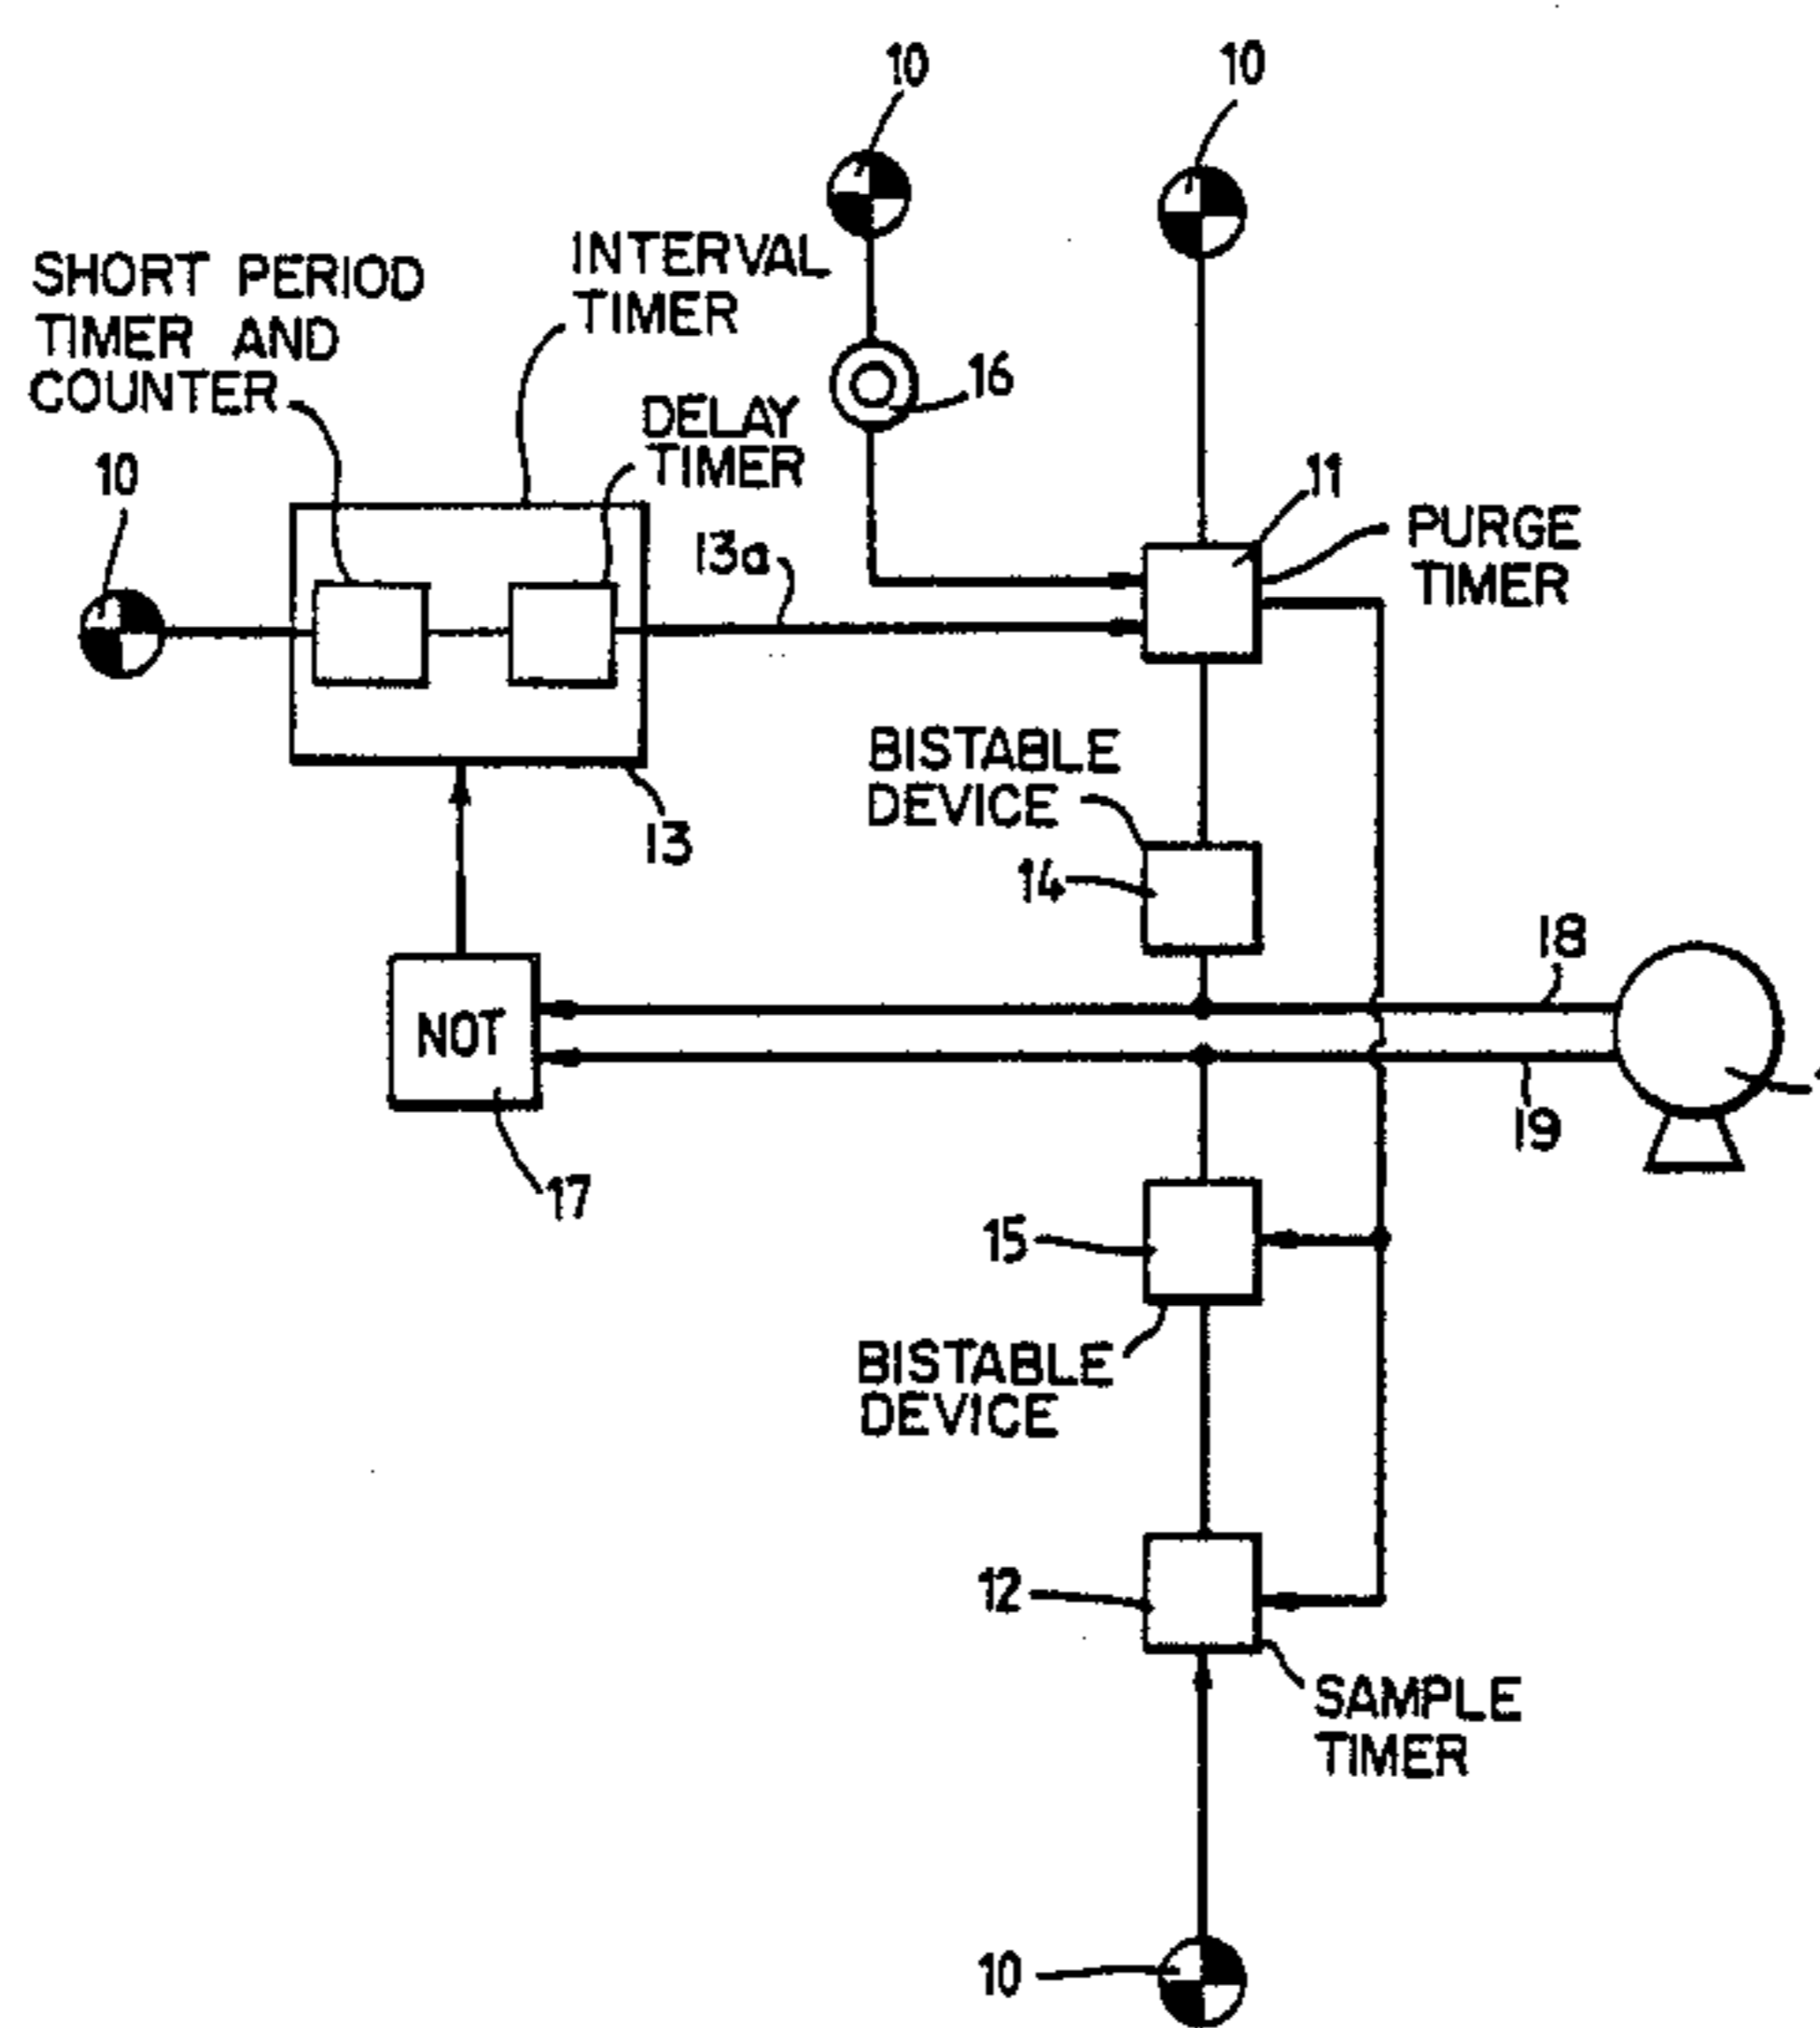 10
10
SHORT PERIOD
TIMER AND
COUNTER
INTERVAL
TIMER
16
DELAY
TIMER
10
11
13a
PURGE
TIMER
BISTABLE
DEVICE
13
14
18
NOT
19
17
15
BISTABLE
DEVICE
12
SAMPLE
TIMER
10